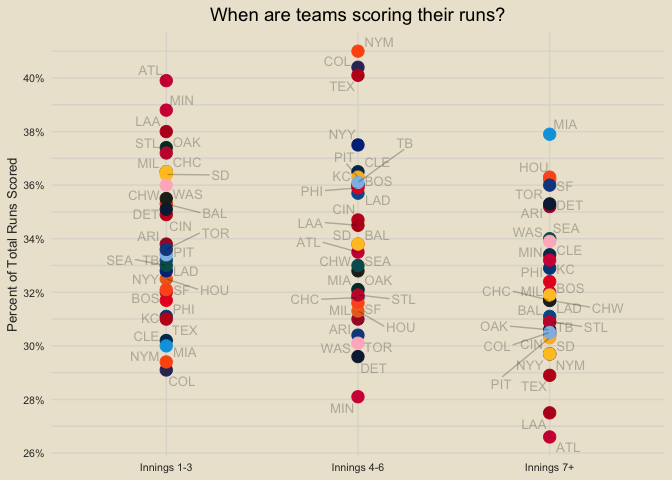 When are teams scoring their runs?
Percent of Total Runs Scored
40%
38%
36%
34%
32%
30%
28%
26%
ATL
MIN
LAA
STL OAK
MIL CHC
SD
CHW WAS
DET BAL
CIN
ARI TOR
PIT
SEA TB
LAD
NYY HOU
SF
BOS
PHI
KC
TEX
CLE
MIA
NYM
COL
NYM
COL
TEX
NYY
TB
PIT
CLE
KC BOS
PHI
LAD
CIN
LAA
SD BAL
ATL
CHW SEA
MIA OAK
CHC STL
MIL SF
HOU
ARI
WAS TOR
DET
MIN
MIA
HOU
SF
TOR
DET
ARI
WAS SEA
MIN CLE
PHI KC
BOS
CHC MIL
LAD CHW
BAL
OAK TB STL
COL CIN SD
NYY NYM
PIT
TEX
LAA
ATL
Innings 1-3
Innings 4-6
Innings 7+